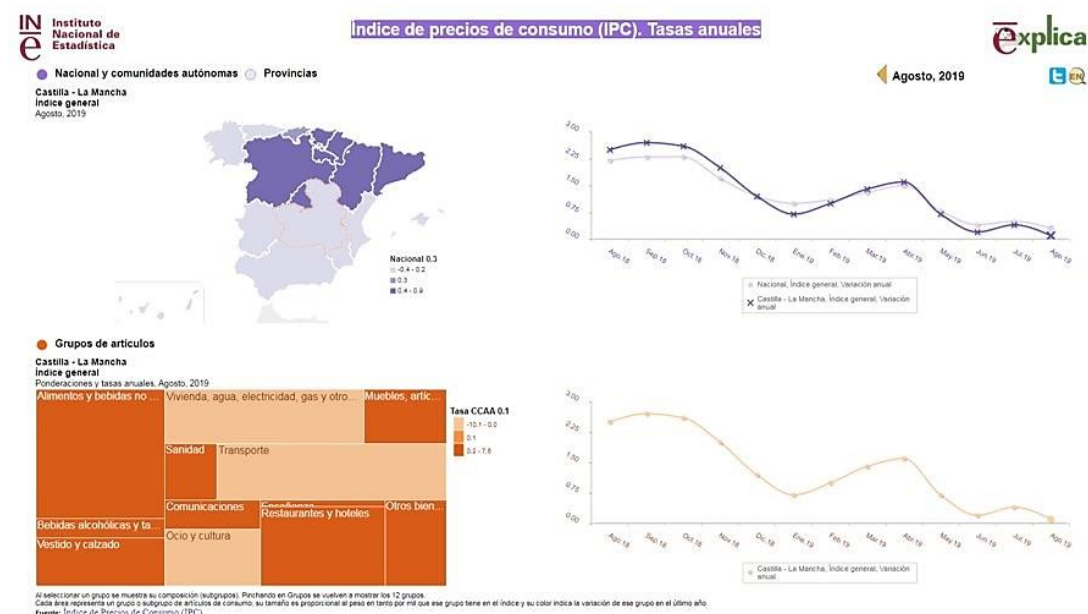 INe Instituto Nacional de Estadística
Índice de precios de consumo (IPC). Tasas anuales
explica
Nacional y comunidades autónomas
Provincias
Agosto, 2019
EN
Castilla - La Mancha
Índice general
Agosto, 2019
Nacional 0.3
-0.4 - 0.2
0.3
0.4 - 0.9
3.00
2.25
1.50
0.75
0.00
Ago.18
Sep.18
Oct.18
Nov.18
Dic.18
Ene.19
Feb.19
Mar.19
Abr.19
May.19
Jun.19
Jul.19
Ago.19
Nacional, Índice general, Variación anual
Castilla - La Mancha, Índice general, Variación
anual
Grupos de artículos
Castilla - La Mancha
Índice general
Ponderaciones y tasas anuales, Agosto, 2019
Alimentos y bebidas no ...
Vivienda, agua, electricidad, gas y otro...
Muebles, artíc...
Sanidad
Transporte
Comunicaciones
Enseñanza
Restaurantes y hoteles
Otros bien...
Bebidas alcohólicas y ta...
Vestido y calzado
Ocio y cultura
Tasa CCAA 0.1
-10.1 - 0.0
0.1
0.2 - 7.6
3.00
2.25
1.50
0.75
0.00
Ago.18
Sep.18
Oct.18
Nov.18
Dic.18
Ene.19
Feb.19
Mar.19
Abr.19
May.19
Jun.19
Jul.19
Ago.19
Castilla - La Mancha, Índice general, Variación
anual
Al seleccionar un grupo se muestra su composición (subgrupos). Pinchando en Grupos se vuelven a mostrar los 12 grupos.
Cada área representa un grupo o subgrupo de artículos de consumo, su tamaño es proporcional al peso en tanto por mil que ese grupo tiene en el índice y su color indica la variación de ese grupo en el último año
Fuente: Índice de Precios de Consumo (IPC)